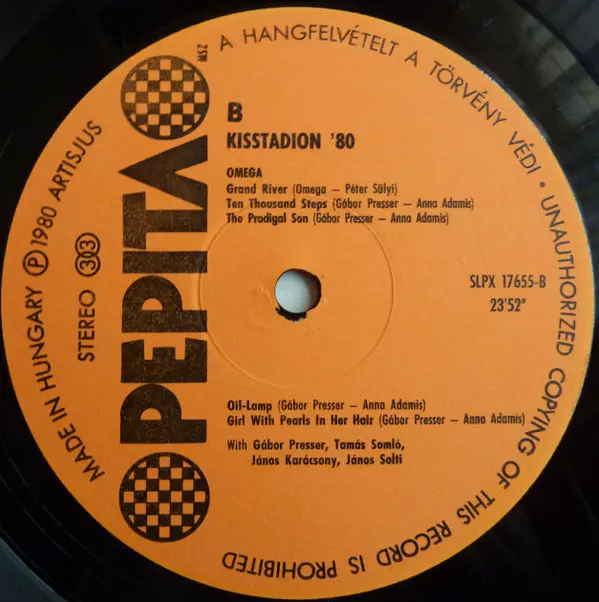 MADE IN HUNGARY Ⓟ 1980 ARTISJUS
A HANGFELVÉTELT A TÖRVÉNY VÉDI • UNAUTHORIZED COPYING OF THIS RECORD IS PROHIBITED
STEREO 33
PEPITA
MSZ
B
KISSTADION '80
OMEGA
Grand River (Omega – Péter Sülyi)
Ten Thousand Steps (Gábor Presser – Anna Adamis)
The Prodigal Son (Gábor Presser – Anna Adamis)
SLPX 17655-B
23'52"
Oil-Lamp (Gábor Presser – Anna Adamis)
Girl With Pearls In Her Hair (Gábor Presser – Anna Adamis)
With Gábor Presser, Tamás Somló,
János Karácsony, János Solti